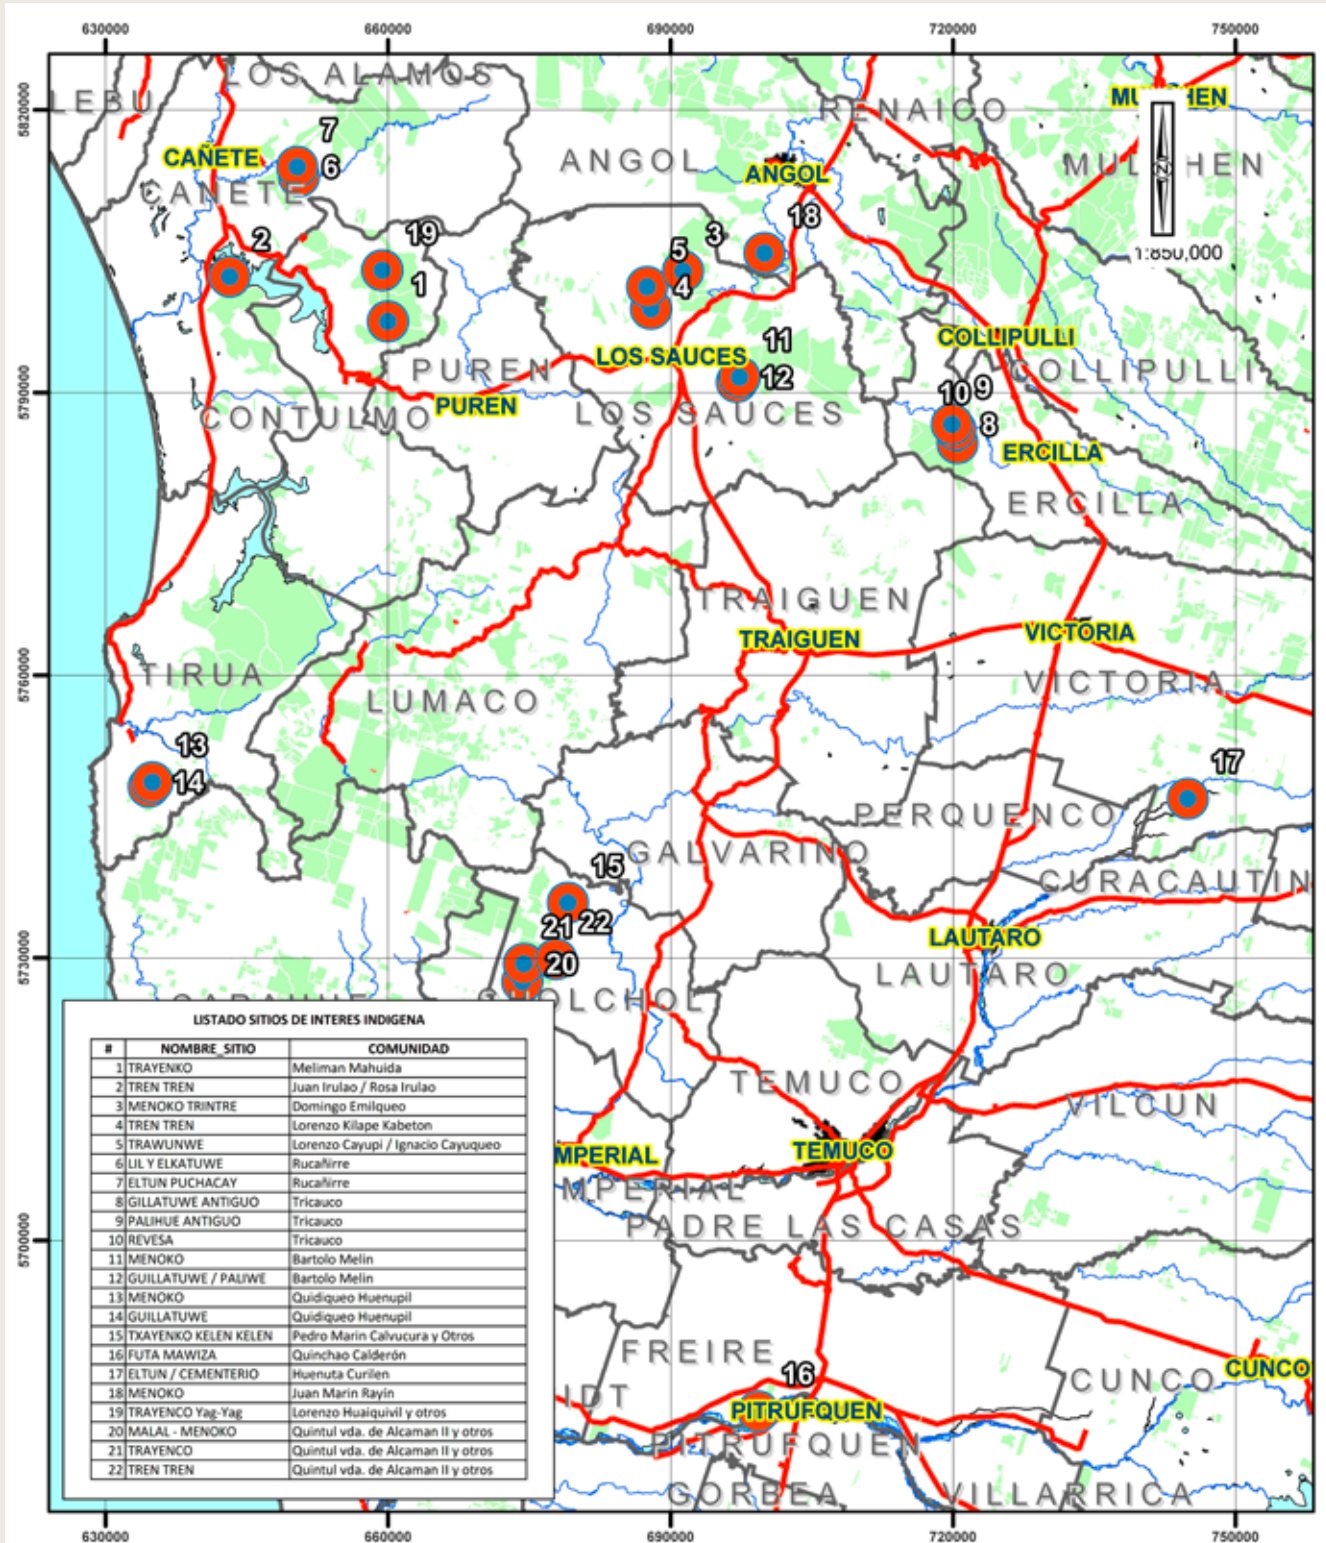 630000 660000 690000 720000 750000
5820000
5790000
5760000
5730000
5700000
LOS ALAMOS
LEBU
RENAICO
MULCHEN
7
CAÑETE
6
ANGOL
ANGOL
CAÑETE
18
2
19
3
5
1:850,000
1
4
11
COLLIPULLI
LOS SAUCES
PUREN
12
COLLIPULLI
9
10
PUREN
CONTULMO
LOS SAUCES
8
ERCILLA
ERCILLA
TRAIGUEN
TRAIGUEN
VICTORIA
TIRUA
VICTORIA
LUMACO
13
17
14
PERQUENCO
GALVARINO
15
CURACAUTIN
21
22
LAUTARO
20
LAUTARO
OLCHOL
TEMUCO
VILCUN
MPERIAL
TEMUCO
MPERIAL
PADRE LAS CASAS
FREIRE
16
CUNCO
CUNCO
IDT
PITRUFQUEN
PITRUFQUEN
GORBEA
VILLARRICA
LISTADO SITIOS DE INTERES INDIGENA
# NOMBRE_SITIO COMUNIDAD
1 TRAYENKO Meliman Mahuida
2 TREN TREN Juan Irulao / Rosa Irulao
3 MENOKO TRINTRE Domingo Emilqueo
4 TREN TREN Lorenzo Kilape Kabeton
5 TRAWUNWE Lorenzo Cayupi / Ignacio Cayuqueo
6 LIL Y ELKATUWE Rucañirre
7 ELTUN PUCHACAY Rucañirre
8 GILLATUWE ANTIGUO Tricauco
9 PALIHUE ANTIGUO Tricauco
10 REVESA Tricauco
11 MENOKO Bartolo Melin
12 GUILLATUWE / PALIWE Bartolo Melin
13 MENOKO Quidiqueo Huenupil
14 GUILLATUWE Quidiqueo Huenupil
15 TXAYENKO KELEN KELEN Pedro Marin Calvucura y Otros
16 FUTA MAWIZA Quinchao Calderón
17 ELTUN / CEMENTERIO Huenuta Curilen
18 MENOKO Juan Marin Rayin
19 TRAYENCO Yag-Yag Lorenzo Huaiquivil y otros
20 MALAL - MENOKO Quintul vda. de Alcaman II y otros
21 TRAYENCO Quintul vda. de Alcaman II y otros
22 TREN TREN Quintul vda. de Alcaman II y otros
630000 660000 690000 720000 750000